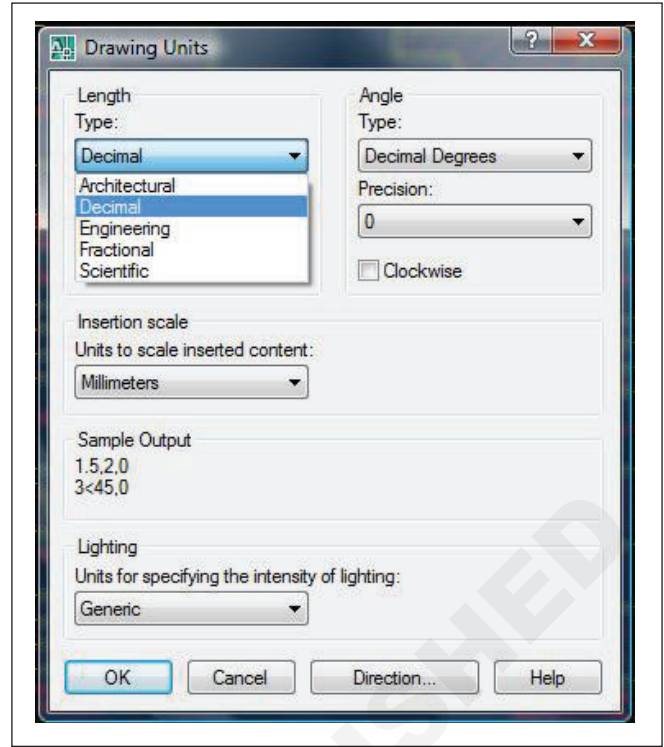 Drawing Units
?
X
Length
Type:
Decimal
Architectural
Decimal
Engineering
Fractional
Scientific
Angle
Type:
Decimal Degrees
Precision:
0
Clockwise
Insertion scale
Units to scale inserted content:
Millimeters
Sample Output
1.5,2,0
3<45,0
Lighting
Units for specifying the intensity of lighting:
Generic
OK
Cancel
Direction...
Help
SHED